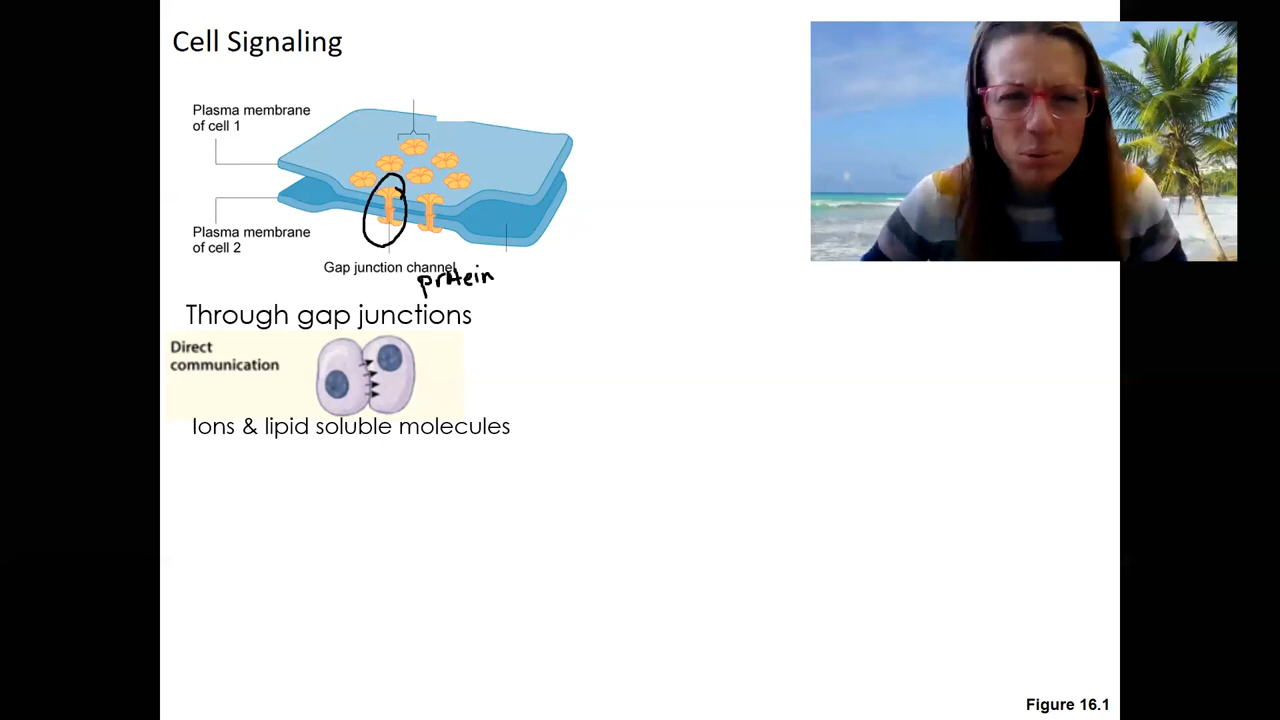 Cell Signaling
Plasma membrane
of cell 1
Plasma membrane
of cell 2
Gap junction channel
protein
Through gap junctions
Direct
communication
Ions & lipid soluble molecules
Figure 16.1